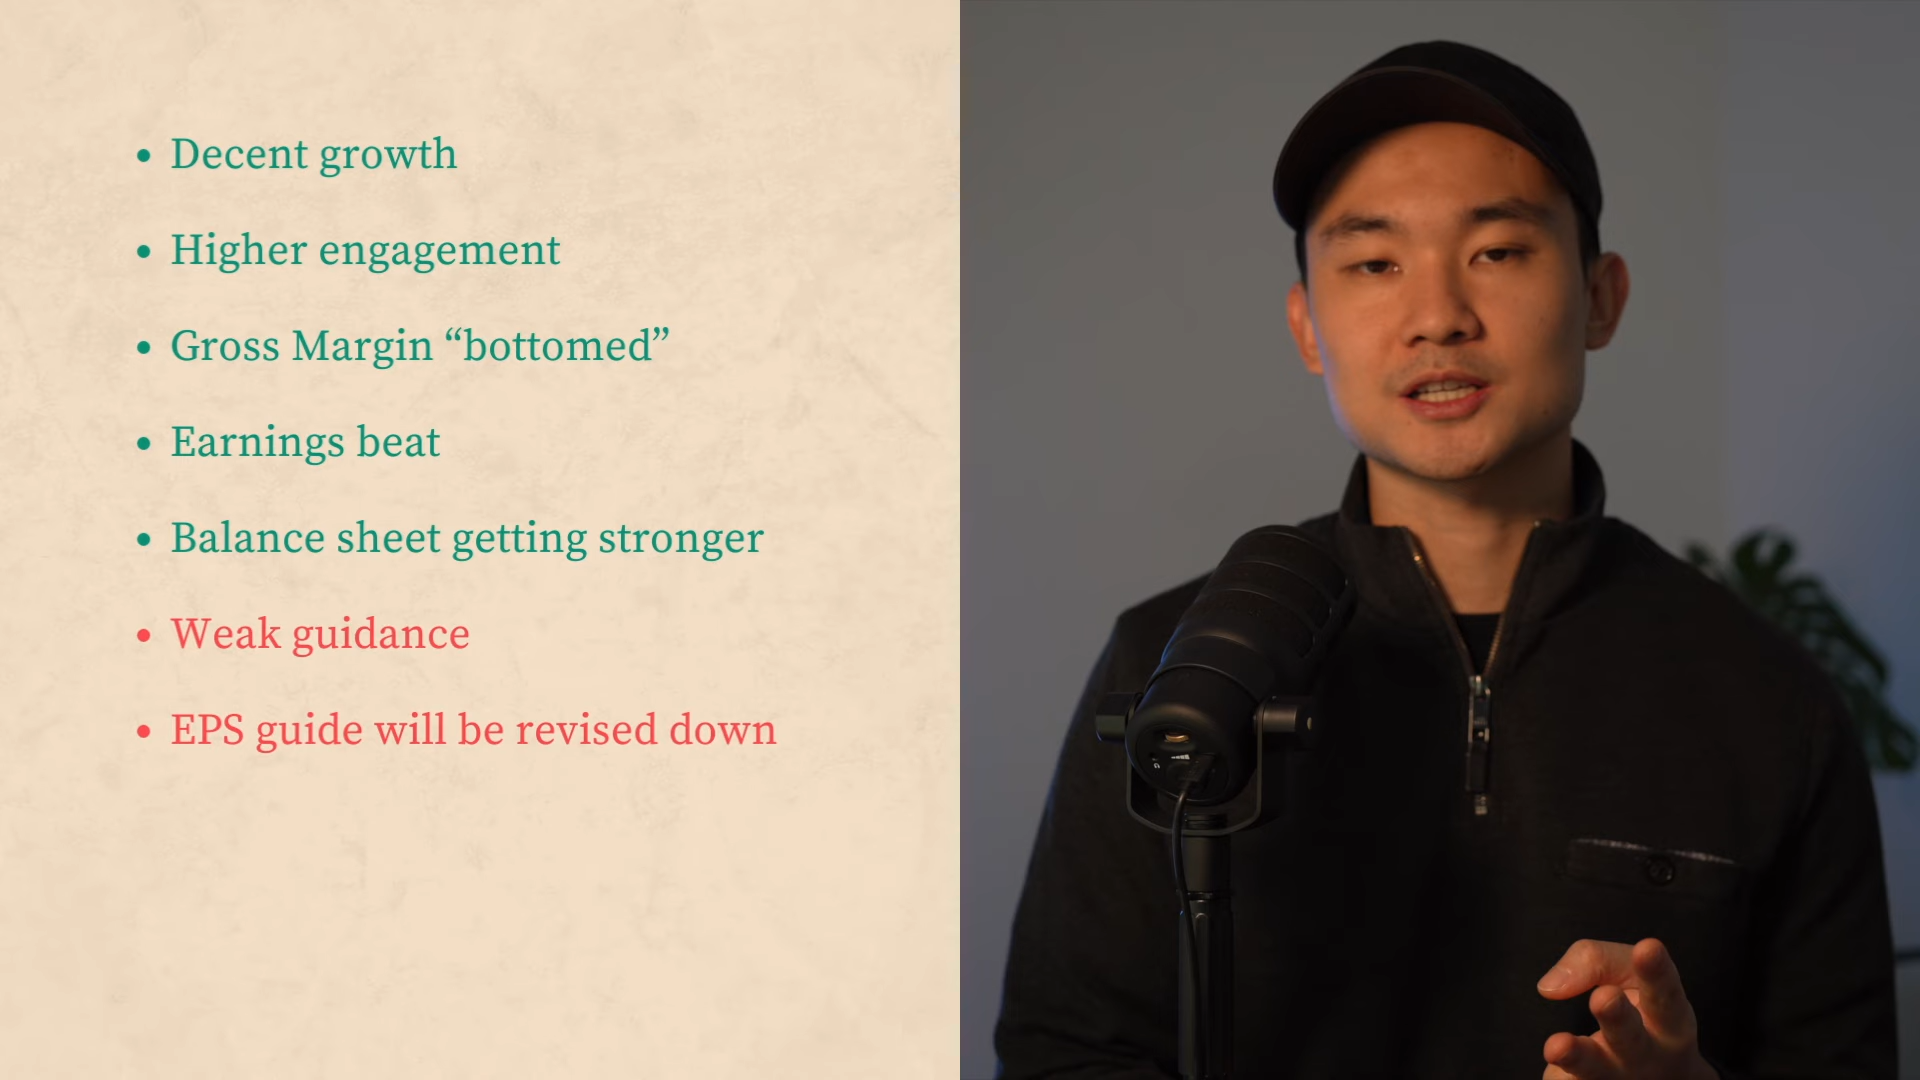 • Decent growth
• Higher engagement
• Gross Margin “bottomed”
• Earnings beat
• Balance sheet getting stronger
• Weak guidance
• EPS guide will be revised down